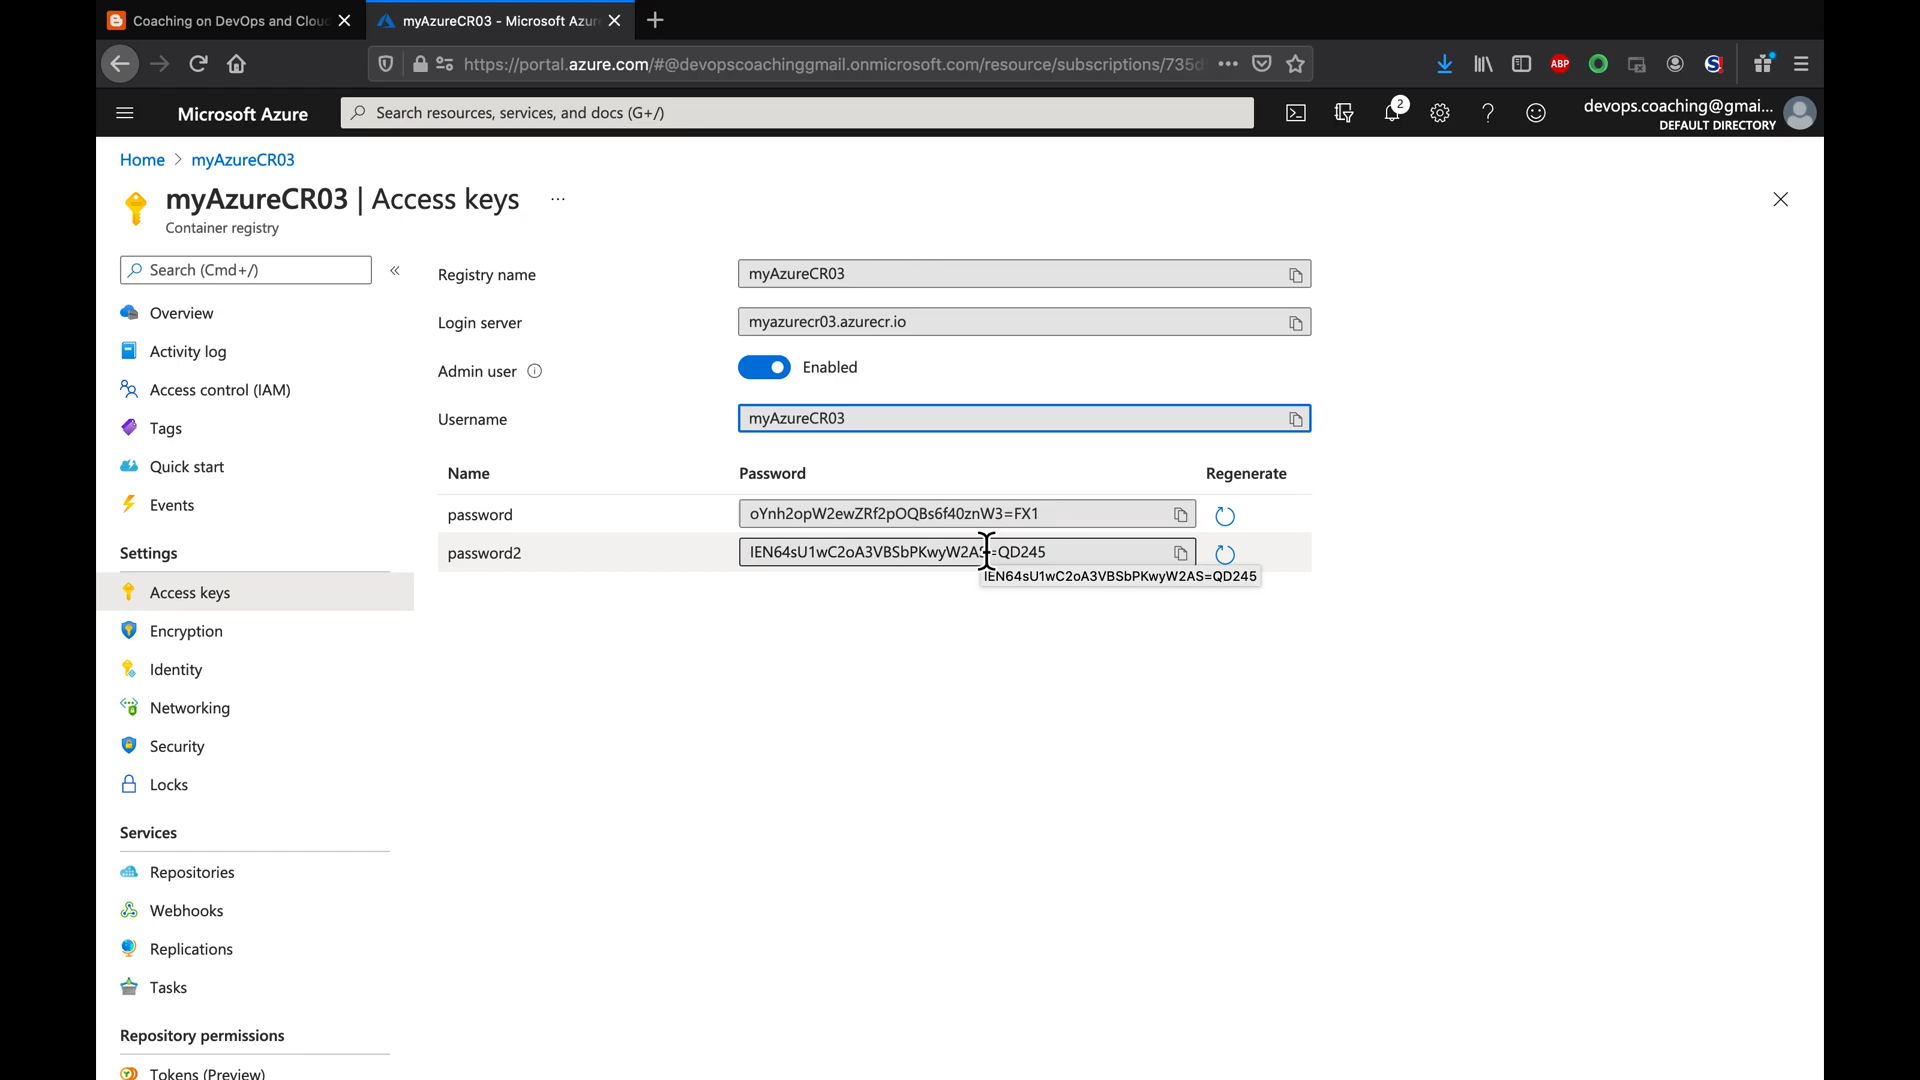 Coaching on DevOps and Clou
myAzureCR03 - Microsoft Azur
https://portal.azure.com/#@devopscoachinggmail.onmicrosoft.com/resource/subscriptions/735d
ABP
Microsoft Azure
Search resources, services, and docs (G+/)
2
devops.coaching@gmai...
DEFAULT DIRECTORY
Home > myAzureCR03
myAzureCR03 | Access keys ...
Container registry
Search (Cmd+/)
«
Overview
Activity log
Access control (IAM)
Tags
Quick start
Events
Settings
Access keys
Encryption
Identity
Networking
Security
Locks
Services
Repositories
Webhooks
Replications
Tasks
Repository permissions
Tokens (Preview)
Registry name
myAzureCR03
Login server
myazurecr03.azurecr.io
Admin user
Enabled
Username
myAzureCR03
Name Password Regenerate
password oYnh2opW2ewZRf2pOQBs6f40znW3=FX1
password2 IEN64sU1wC2oA3VBSbPKwyW2AS=QD245
IEN64sU1wC2oA3VBSbPKwyW2AS=QD245